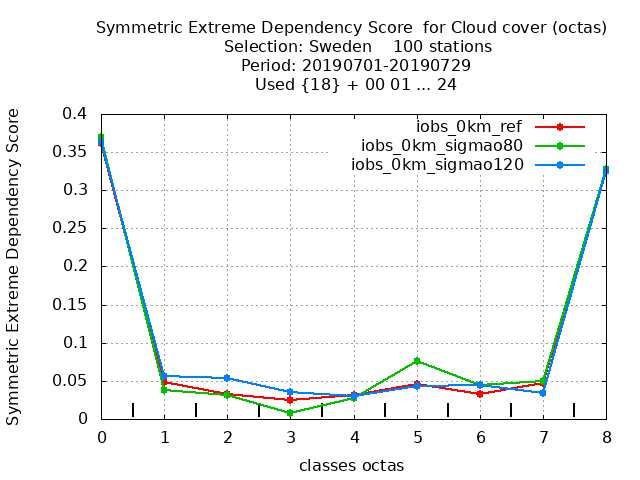 Symmetric Extreme Dependency Score  for Cloud cover (octas)
Selection: Sweden    100 stations
Period: 20190701-20190729
Used {18} + 00 01 ... 24
Symmetric Extreme Dependency Score
0.4
0.35
0.3
0.25
0.2
0.15
0.1
0.05
0
iobs_0km_ref
iobs_0km_sigmao80
iobs_0km_sigmao120
0 1 2 3 4 5 6 7 8
classes octas